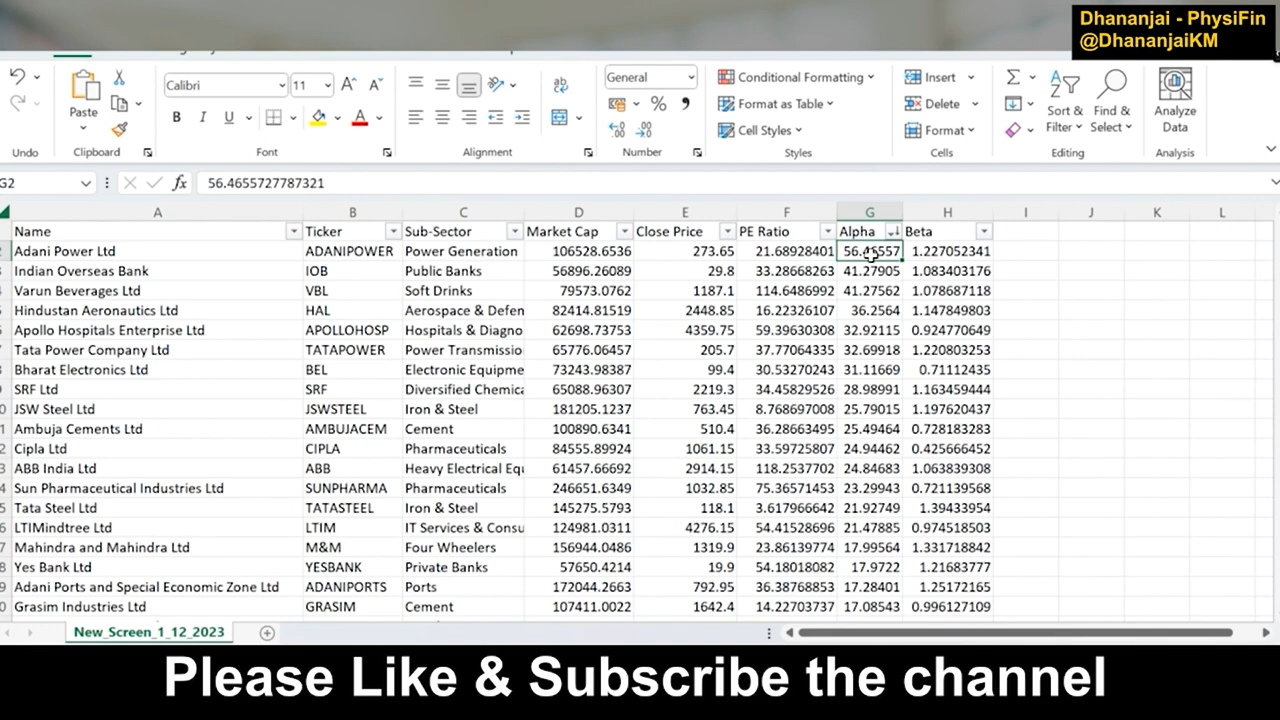 Dhananjai - PhysiFin
@DhananjaiKM
Calibri 11 General Conditional Formatting Insert
Paste Format as Table Delete Sort & Find & Analyze
B I U Cell Styles Format Filter Select Data
Undo Clipboard Font Alignment Number Styles Cells Editing Analysis
G2 fx 56.4655727787321
A B C D E F G H I J K L
Name Ticker Sub-Sector Market Cap Close Price PE Ratio Alpha Beta
Adani Power Ltd ADANIPOWER Power Generation 106528.6536 273.65 21.68928401 56.46557 1.227052341
Indian Overseas Bank IOB Public Banks 56896.26089 29.8 33.28668263 41.27905 1.083403176
Varun Beverages Ltd VBL Soft Drinks 79573.0762 1187.1 114.6486992 41.27562 1.078687118
Hindustan Aeronautics Ltd HAL Aerospace & Defen 82414.81519 2448.85 16.22326107 36.2564 1.147849803
Apollo Hospitals Enterprise Ltd APOLLOHOSP Hospitals & Diagno 62698.73753 4359.75 59.39630308 32.92115 0.924770649
Tata Power Company Ltd TATAPOWER Power Transmissio 65776.06457 205.7 37.77064335 32.69918 1.220803253
Bharat Electronics Ltd BEL Electronic Equipme 73243.98387 99.4 30.53270243 31.11669 0.71112435
SRF Ltd SRF Diversified Chemica 65088.96307 2219.3 34.45829526 28.98991 1.163459444
JSW Steel Ltd JSWSTEEL Iron & Steel 181205.1237 763.45 8.768697008 25.79015 1.197620437
Ambuja Cements Ltd AMBUJACEM Cement 100890.6341 510.4 36.28663495 25.49464 0.728183283
Cipla Ltd CIPLA Pharmaceuticals 84555.89924 1061.15 33.59725807 24.94462 0.425666452
ABB India Ltd ABB Heavy Electrical Equ 61457.66692 2914.15 118.2537702 24.84683 1.063839308
Sun Pharmaceutical Industries Ltd SUNPHARMA Pharmaceuticals 246651.6349 1032.85 75.36571453 23.29943 0.721139568
Tata Steel Ltd TATASTEEL Iron & Steel 145275.5793 118.1 3.617966642 21.92749 1.39433954
LTIMindtree Ltd LTIM IT Services & Consu 124981.0311 4276.15 54.41528696 21.47885 0.974518503
Mahindra and Mahindra Ltd M&M Four Wheelers 156944.0486 1319.9 23.86139774 17.99564 1.331718842
Yes Bank Ltd YESBANK Private Banks 57650.4214 19.9 54.18018082 17.9722 1.21683777
Adani Ports and Special Economic Zone Ltd ADANIPORTS Ports 172044.2663 792.95 36.38768853 17.28401 1.25172165
Grasim Industries Ltd GRASIM Cement 107411.0022 1642.4 14.22703737 17.08543 0.996127109
New_Screen_1_12_2023
Please Like & Subscribe the channel